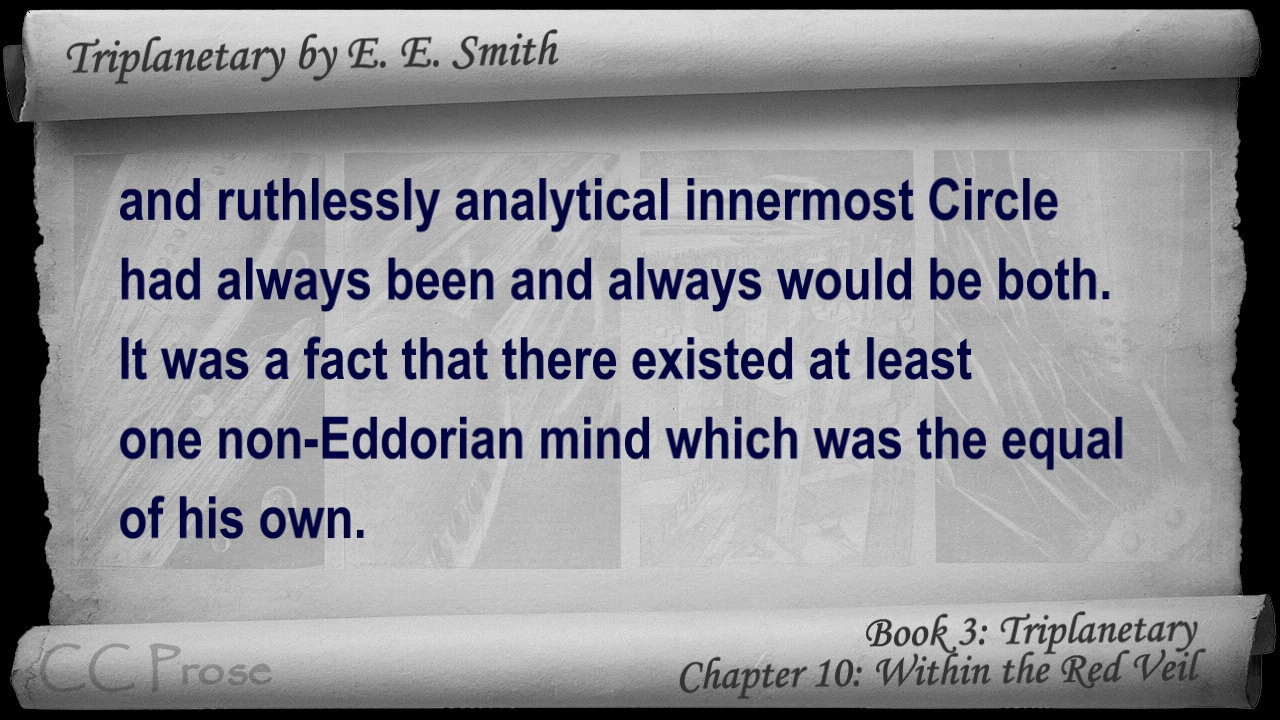 Triplanetary by E. E. Smith
and ruthlessly analytical innermost Circle
had always been and always would be both.
It was a fact that there existed at least
one non-Eddorian mind which was the equal
of his own.
Book 3: Triplanetary
Chapter 10: Within the Red Veil
CC Prose